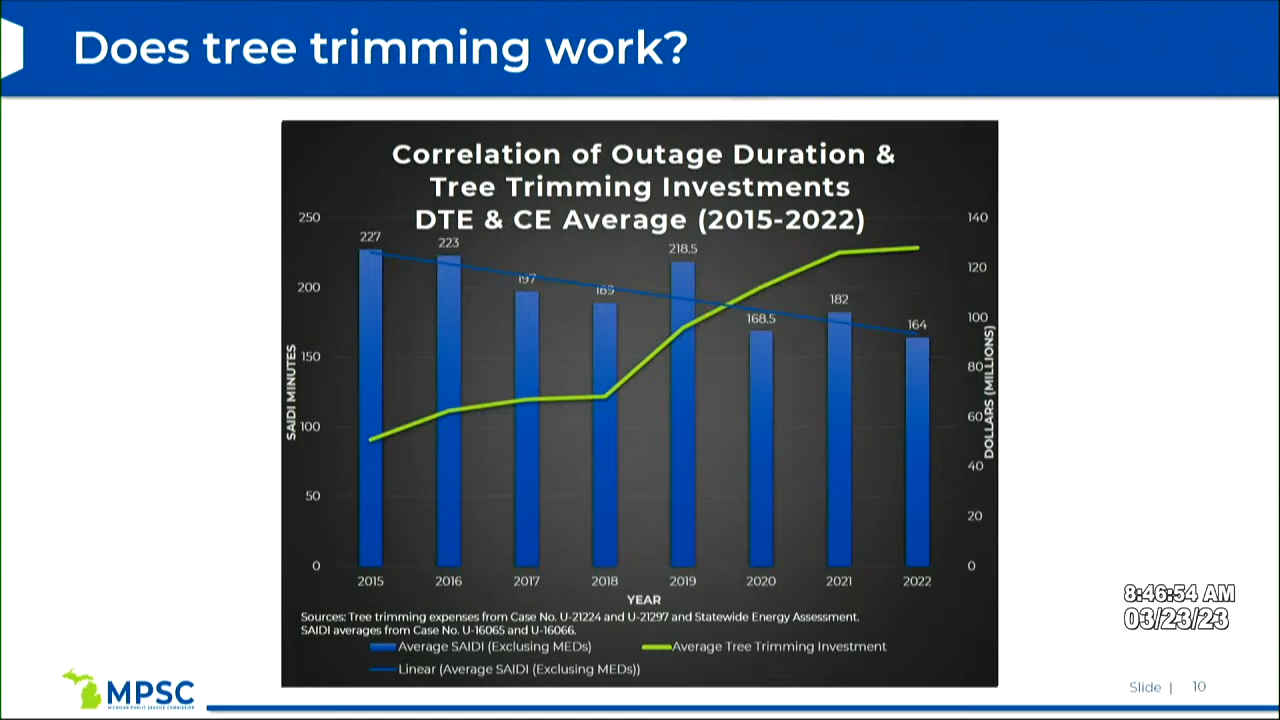 Does tree trimming work?
Correlation of Outage Duration &
Tree Trimming Investments
DTE & CE Average (2015-2022)
250
200
150
100
50
0
SAIDI MINUTES
227
223
197
189
218.5
168.5
182
164
140
120
100
80
60
40
20
0
DOLLARS (MILLIONS)
2015 2016 2017 2018 2019 2020 2021 2022
YEAR
Sources: Tree trimming expenses from Case No. U-21224 and U-21297 and Statewide Energy Assessment.
SAIDI averages from Case No. U-16065 and U-16066.
Average SAIDI (Excluding MEDs) Average Tree Trimming Investment
Linear (Average SAIDI (Excluding MEDs))
8:46:54 AM
03/23/23
MPSC
MICHIGAN PUBLIC SERVICE COMMISSION
Slide | 10